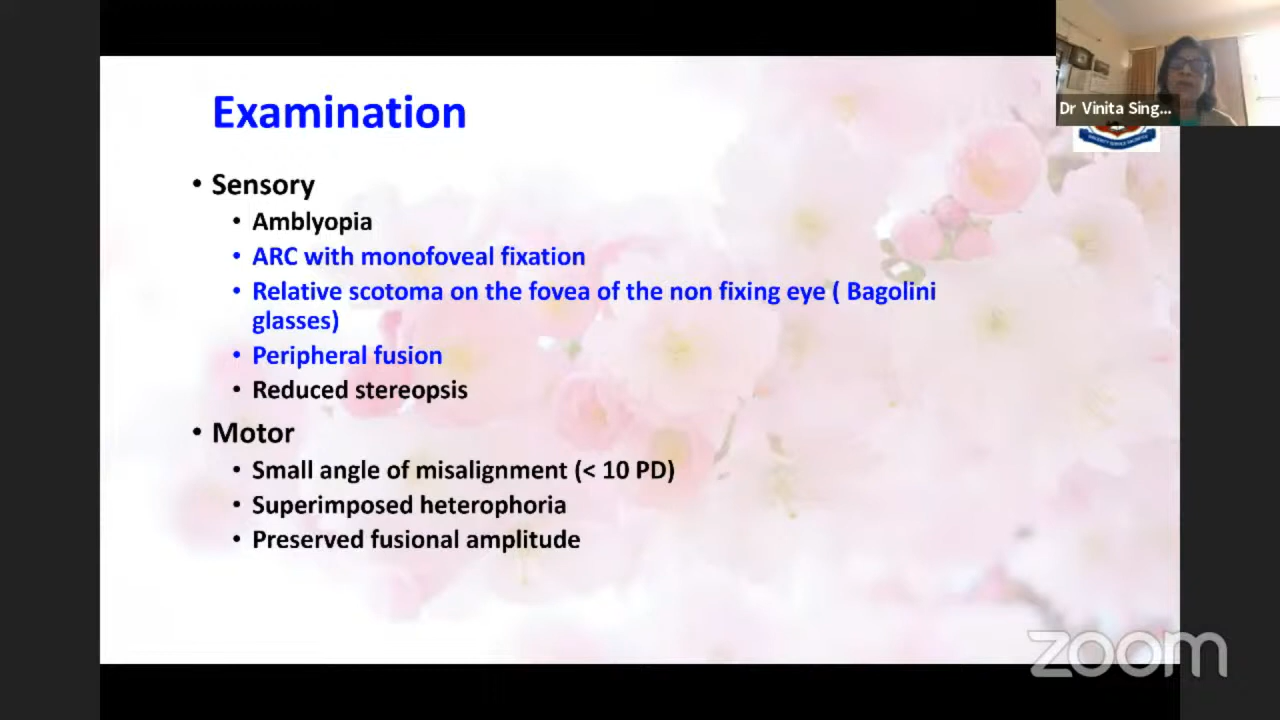 Examination
Dr Vinita Sing...
• Sensory
• Amblyopia
• ARC with monofoveal fixation
• Relative scotoma on the fovea of the non fixing eye ( Bagolini
glasses)
• Peripheral fusion
• Reduced stereopsis
• Motor
• Small angle of misalignment (< 10 PD)
• Superimposed heterophoria
• Preserved fusional amplitude
zoom